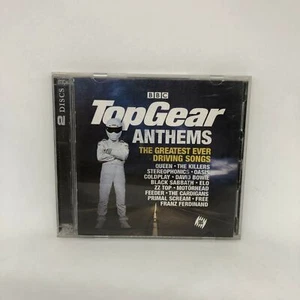 BBC
TopGear
ANTHEMS
THE GREATEST EVER
DRIVING SONGS
QUEEN • THE KILLERS
STEREOPHONICS • OASIS
COLDPLAY • DAVID BOWIE
BLACK SABBATH • ELO
ZZ TOP • MOTÖRHEAD
FEEDER • THE CARDIGANS
PRIMAL SCREAM • FREE
FRANZ FERDINAND
2 DISCS